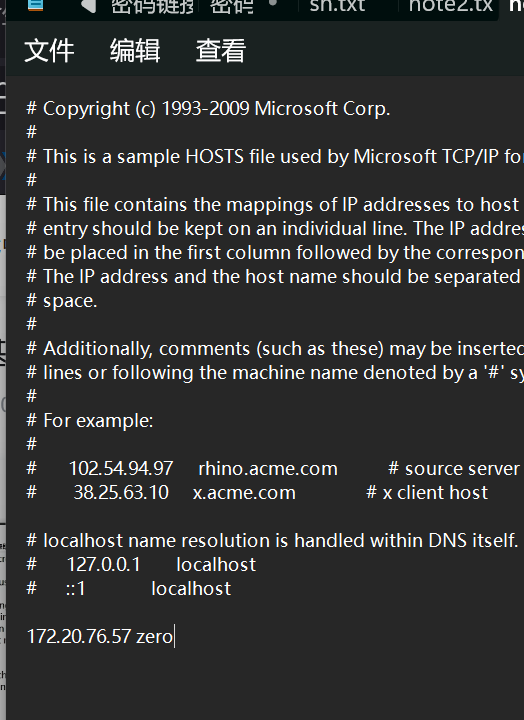 密码链接 密码 sh.txt note2.tx
文件 编辑 查看
# Copyright (c) 1993-2009 Microsoft Corp.
#
# This is a sample HOSTS file used by Microsoft TCP/IP for
#
# This file contains the mappings of IP addresses to host
# entry should be kept on an individual line. The IP addres
# be placed in the first column followed by the correspon
# The IP address and the host name should be separated
# space.
#
# Additionally, comments (such as these) may be inserted
# lines or following the machine name denoted by a '#' sy
#
# For example:
#
# 102.54.94.97 rhino.acme.com # source server
# 38.25.63.10 x.acme.com # x client host
# localhost name resolution is handled within DNS itself.
# 127.0.0.1 localhost
# ::1 localhost
172.20.76.57 zero